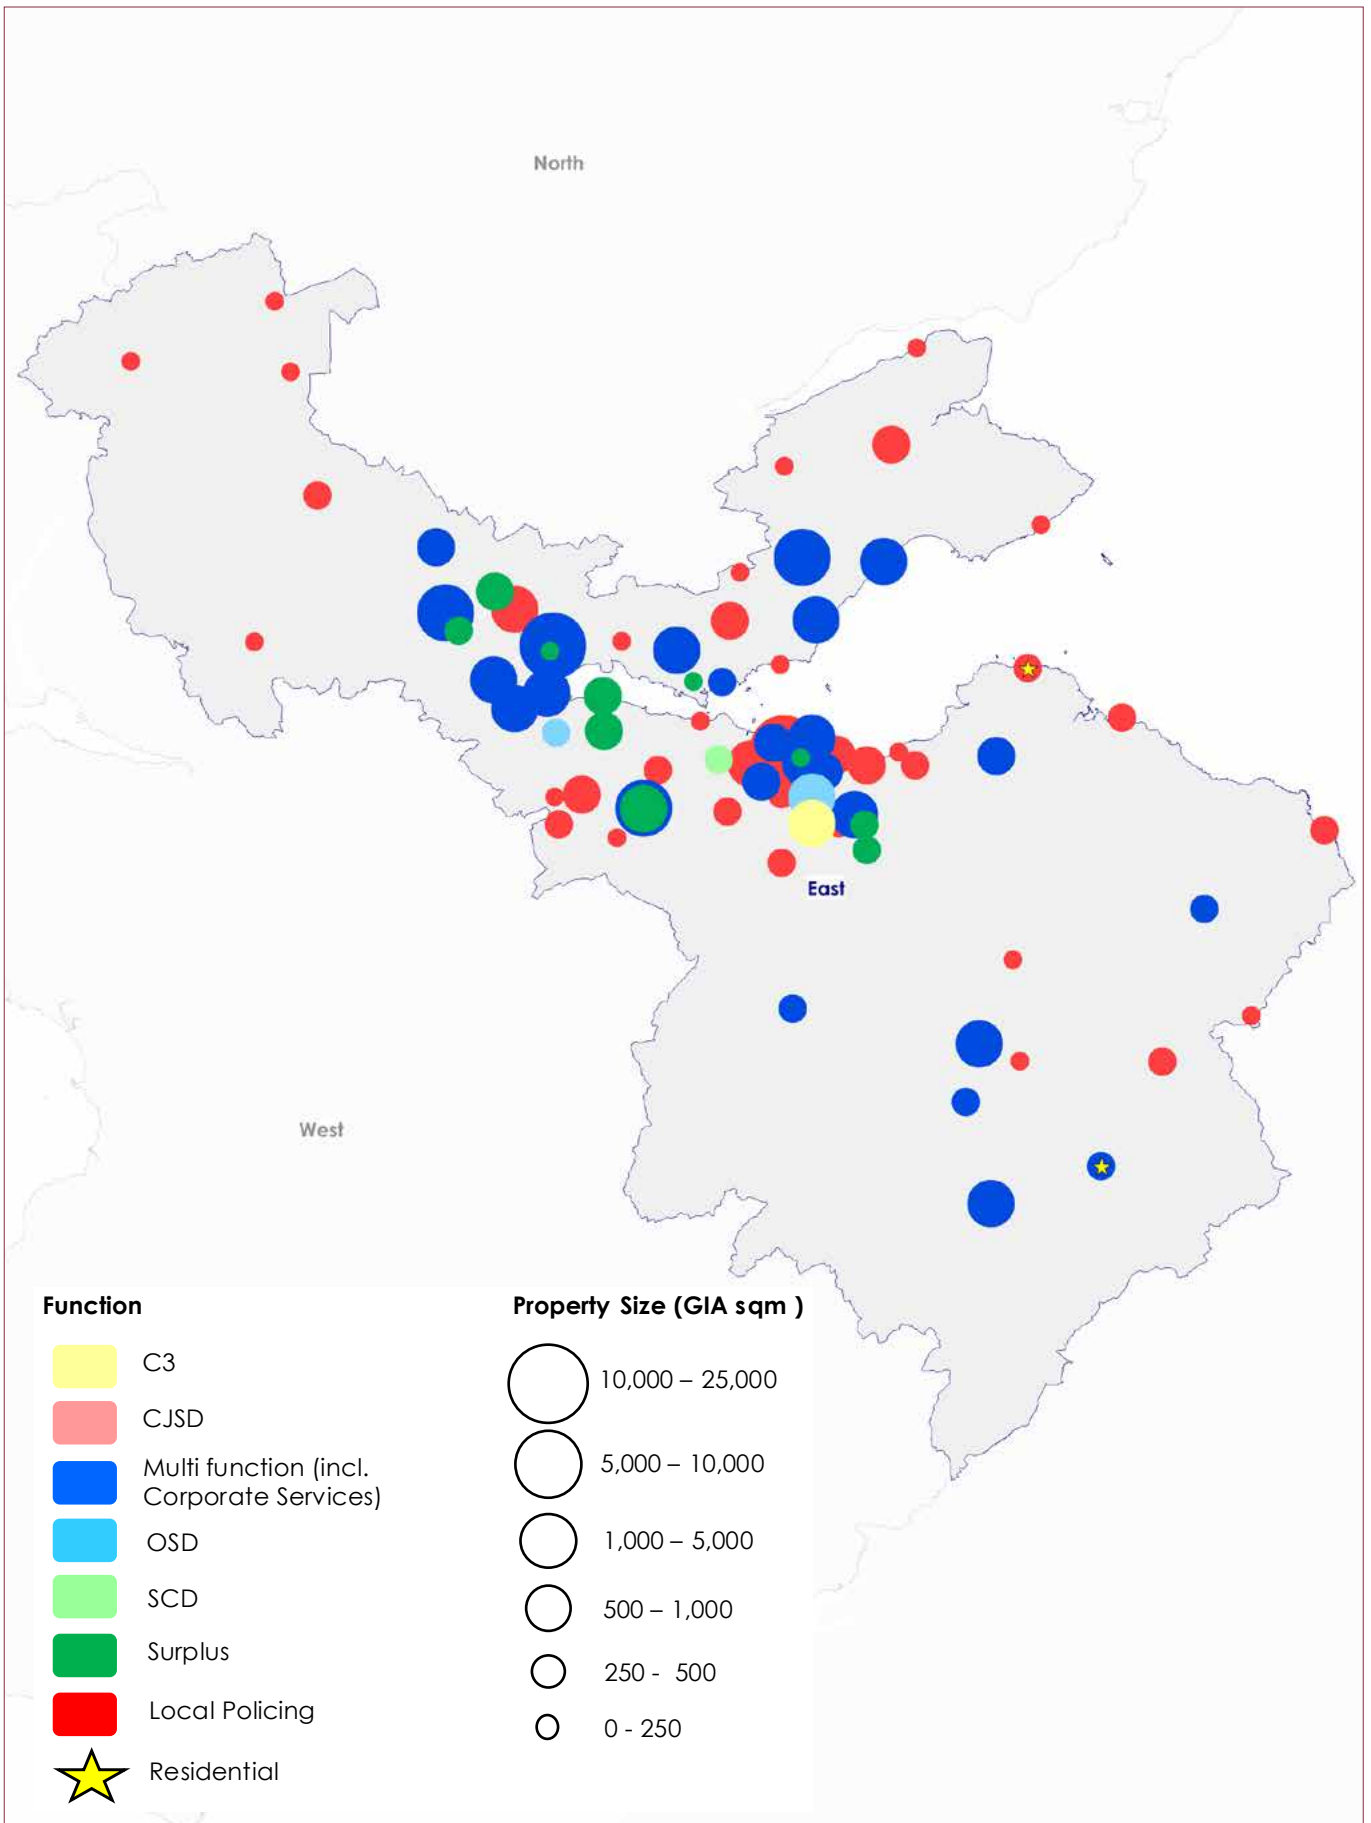 North
East
West
Function
C3
CJSD
Multi function (incl.
Corporate Services)
OSD
SCD
Surplus
Local Policing
Residential
Property Size (GIA sqm )
10,000 – 25,000
5,000 – 10,000
1,000 – 5,000
500 – 1,000
250 - 500
0 - 250